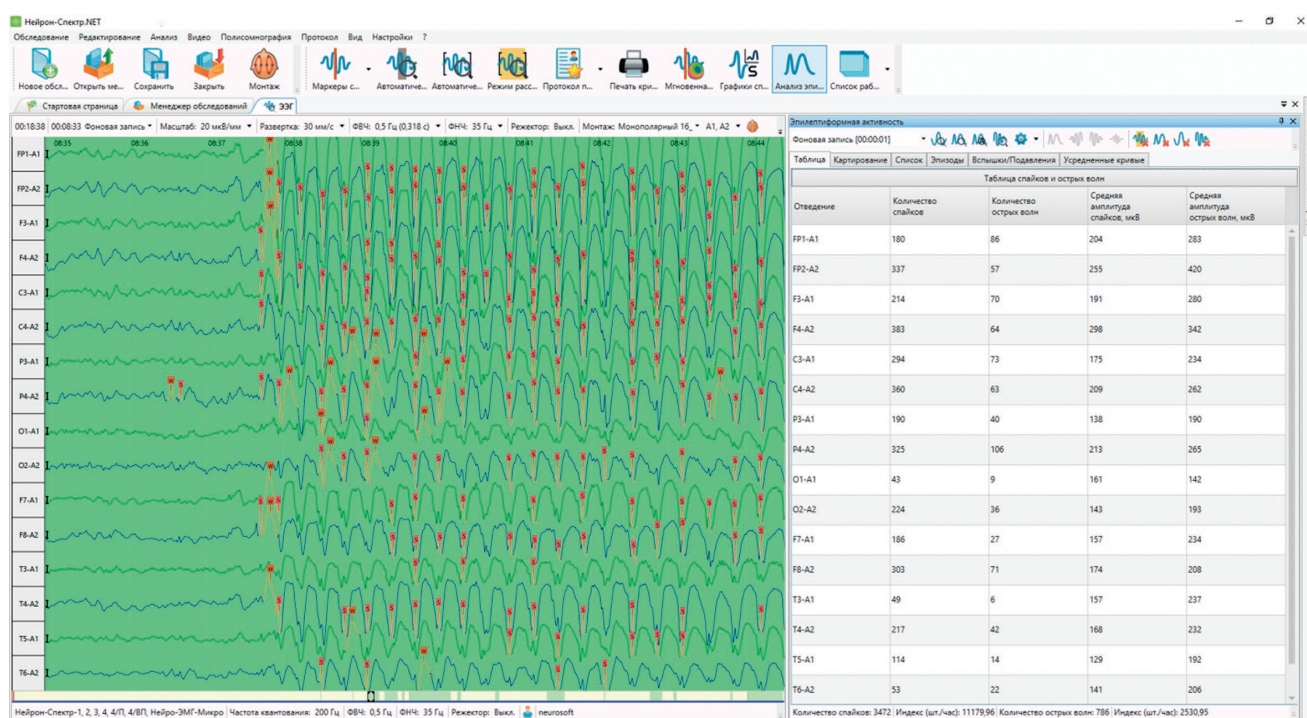 Нейрон-Спектр.NET
Обследование Редактирование Анализ Видео Полисомнография Протокол Вид Настройки ?
Новое обсл... Открыть ме... Сохранить Закрыть Монтаж Маркеры с... Автоматиче... Автоматиче... Режим расс... Протокол п... Печать кри... Мгновенна... Графики сп... Анализ эпи... Список раб...
Стартовая страница Менеджер обследований ЭЭГ
00:18:38 00:08:33 Фоновая запись Масштаб: 20 мкВ/мм Развертка: 30 мм/с ФВЧ: 0,5 Гц (0,318 с) ФНЧ: 35 Гц Режектор: Выкл. Монтаж: Монополярный 16_ A1, A2
08:35 08:36 08:37 08:38 08:39 08:40 08:41 08:42 08:43 08:44
FP1-A1
FP2-A2
F3-A1
F4-A2
C3-A1
C4-A2
P3-A1
P4-A2
O1-A1
O2-A2
F7-A1
F8-A2
T3-A1
T4-A2
T5-A1
T6-A2
Эпилептиформная активность
Фоновая запись [00:00:01]
Таблица Картирование Список Эпизоды Вспышки/Подавления Усредненные кривые
Таблица спайков и острых волн
Отведение Количество спайков Количество острых волн Средняя амплитуда спайков, мкВ Средняя амплитуда острых волн, мкВ
FP1-A1 180 86 204 283
FP2-A2 337 57 255 420
F3-A1 214 70 191 280
F4-A2 383 64 298 342
C3-A1 294 73 175 234
C4-A2 360 63 209 262
P3-A1 190 40 138 190
P4-A2 325 106 213 265
O1-A1 43 9 161 142
O2-A2 224 36 143 193
F7-A1 186 27 157 234
F8-A2 303 71 174 208
T3-A1 49 6 157 237
T4-A2 217 42 168 232
T5-A1 114 14 129 192
T6-A2 53 22 141 206
Нейрон-Спектр-1, 2, 3, 4, 4/П, 4/ВП, Нейро-ЭМГ-Микро Частота квантования: 200 Гц ФВЧ: 0,5 Гц ФНЧ: 35 Гц Режектор: Выкл. neurosoft
Количество спайков: 3472 Индекс (шт./час): 11179,96 Количество острых волн: 786 Индекс (шт./час): 2530,95